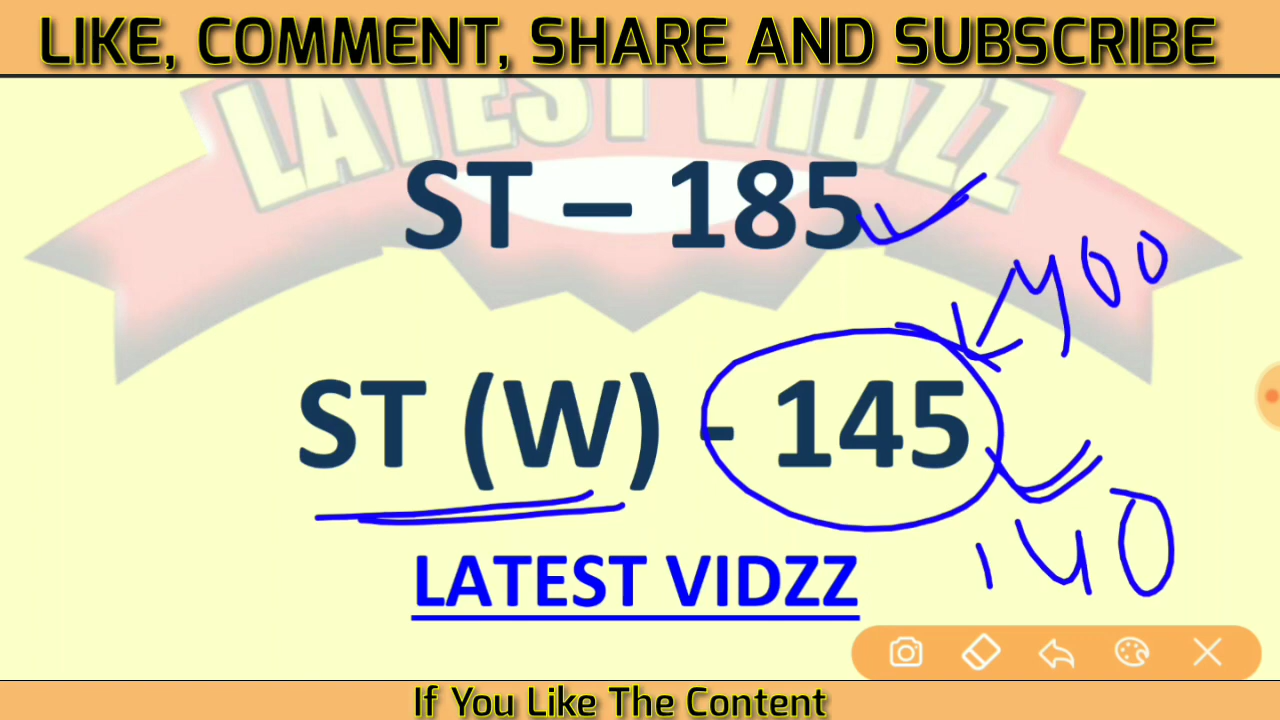 LIKE, COMMENT, SHARE AND SUBSCRIBE
LATEST VIDZZ
ST – 185
400
ST (W) - 145
140
LATEST VIDZZ
If You Like The Content